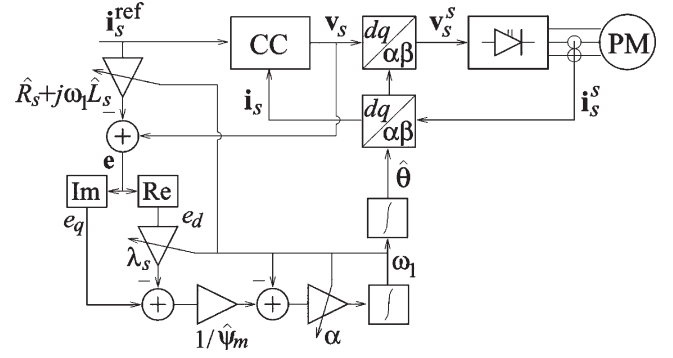 i_s^ref
CC
v_s
dq
αβ
v_s^s
PM
R̂_s+jω_1L̂_s
−
+
i_s
dq
αβ
i_s^s
e
θ̂
Im
Re
∫
e_q
e_d
λ_s
−
−
ω_1
+
+
∫
1/ψ̂_m
α